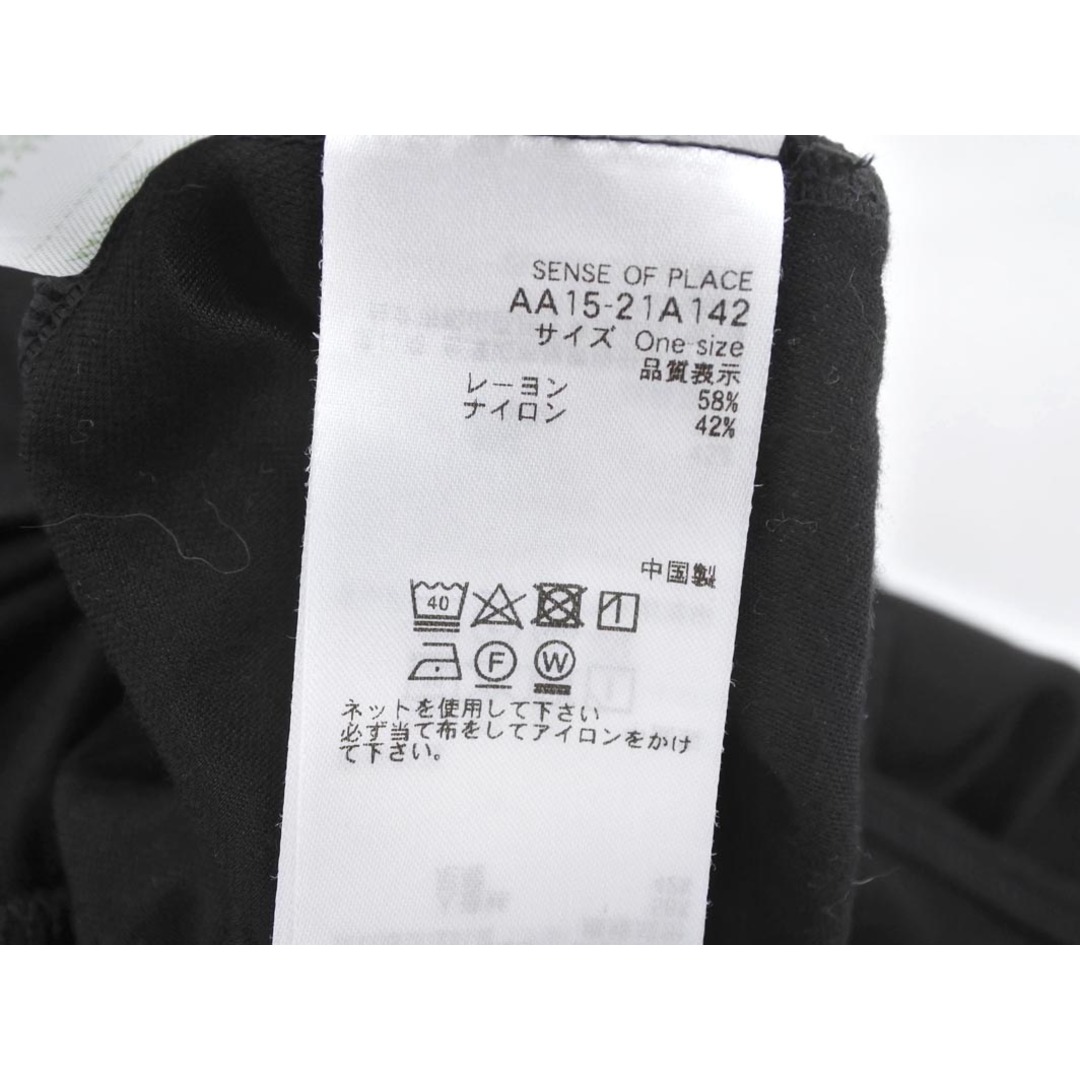 SENSE OF PLACE
AA15-21A142
サイズ One-size
品質表示
レーヨン 58%
ナイロン 42%
中国製
40
F W
ネットを使用して下さい
必ず当て布をしてアイロンをかけ
て下さい。